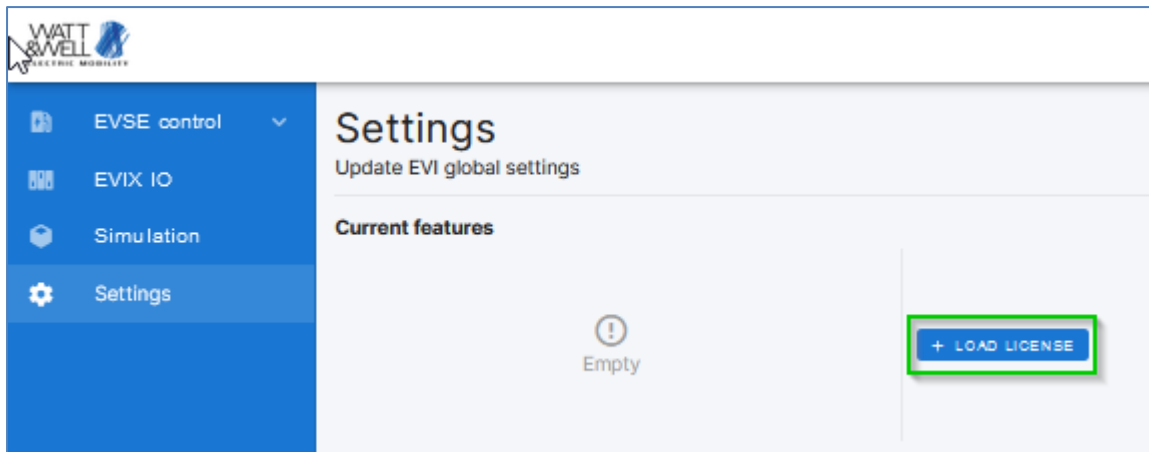 WATT
&WELL
ELECTRIC MOBILITY
EVSE control
EVIX IO
Simulation
Settings
Settings
Update EVI global settings
Current features
Empty
+ LOAD LICENSE